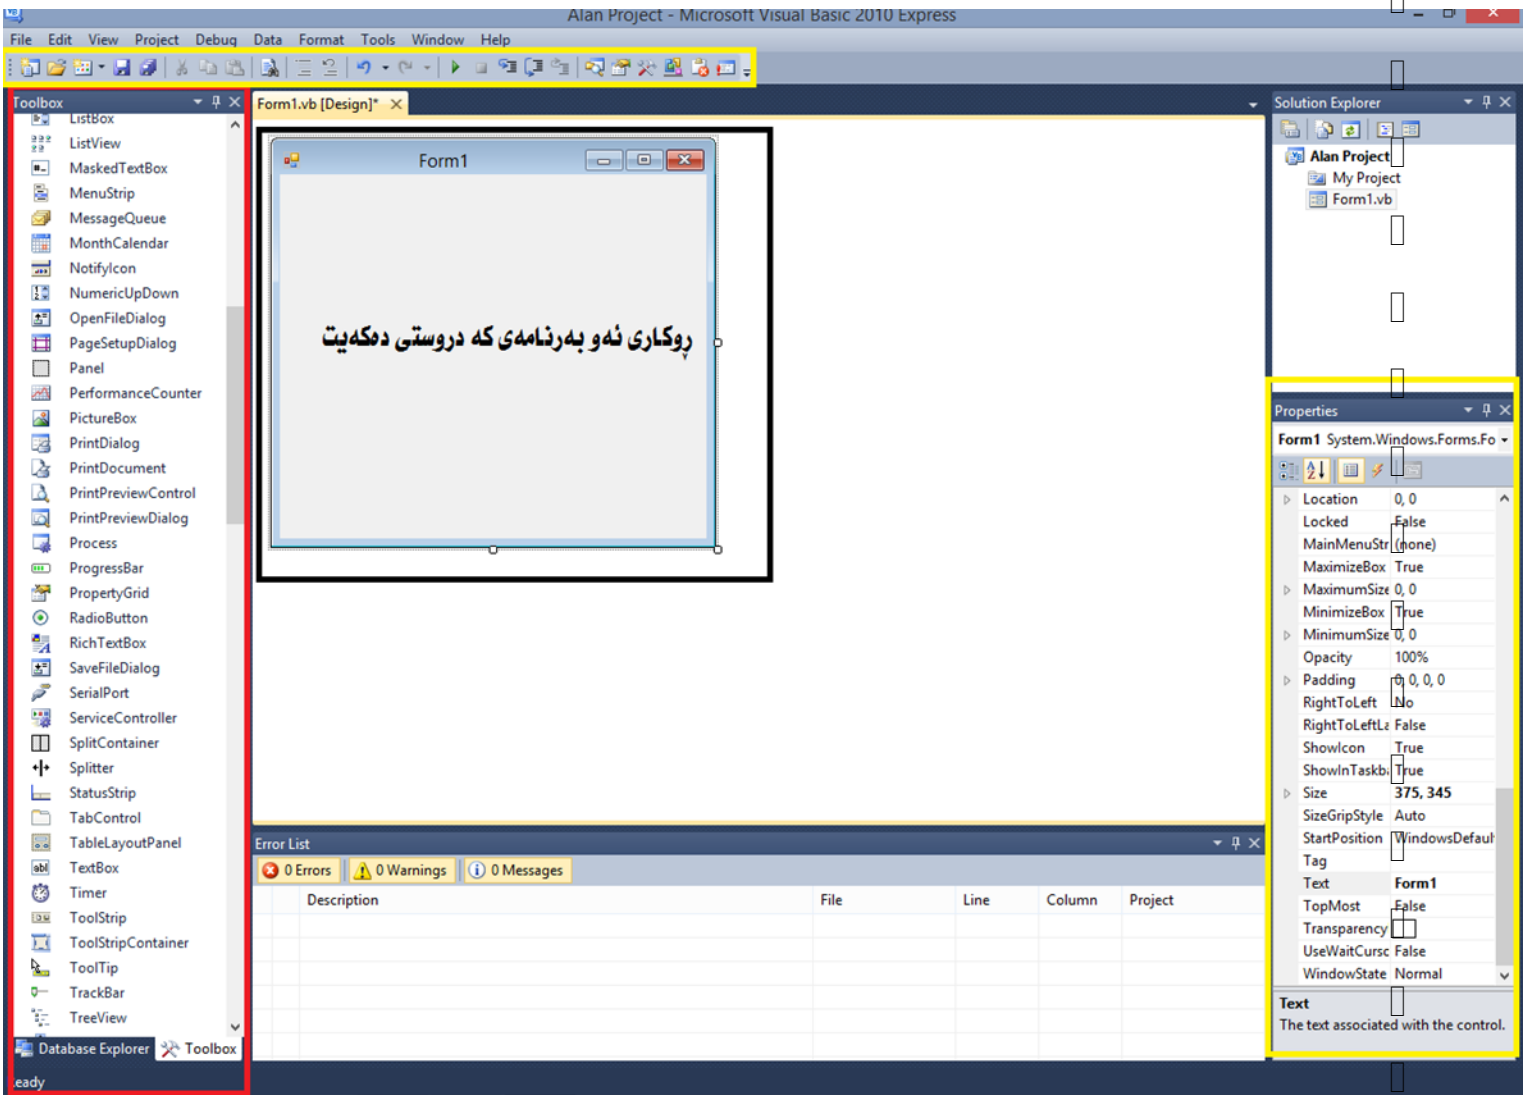 Alan Project - Microsoft Visual Basic 2010 Express
File Edit View Project Debug Data Format Tools Window Help
Toolbox
ListBox
ListView
MaskedTextBox
MenuStrip
MessageQueue
MonthCalendar
NotifyIcon
NumericUpDown
OpenFileDialog
PageSetupDialog
Panel
PerformanceCounter
PictureBox
PrintDialog
PrintDocument
PrintPreviewControl
PrintPreviewDialog
Process
ProgressBar
PropertyGrid
RadioButton
RichTextBox
SaveFileDialog
SerialPort
ServiceController
SplitContainer
Splitter
StatusStrip
TabControl
TableLayoutPanel
TextBox
Timer
ToolStrip
ToolStripContainer
ToolTip
TrackBar
TreeView
Database Explorer Toolbox
eady
Form1.vb [Design]*
Form1
ڕوکاری ئەو بەرنامەی کە دروستی دەکەیت
Error List
0 Errors 0 Warnings 0 Messages
Description File Line Column Project
Solution Explorer
Alan Project
My Project
Form1.vb
Properties
Form1 System.Windows.Forms.Fo
Location 0, 0
Locked False
MainMenuStr (none)
MaximizeBox True
MaximumSize 0, 0
MinimizeBox True
MinimumSize 0, 0
Opacity 100%
Padding 0, 0, 0, 0
RightToLeft No
RightToLeftLa False
ShowIcon True
ShowInTaskba True
Size 375, 345
SizeGripStyle Auto
StartPosition WindowsDefault
Tag
Text Form1
TopMost False
Transparency
UseWaitCurso False
WindowState Normal
Text
The text associated with the control.